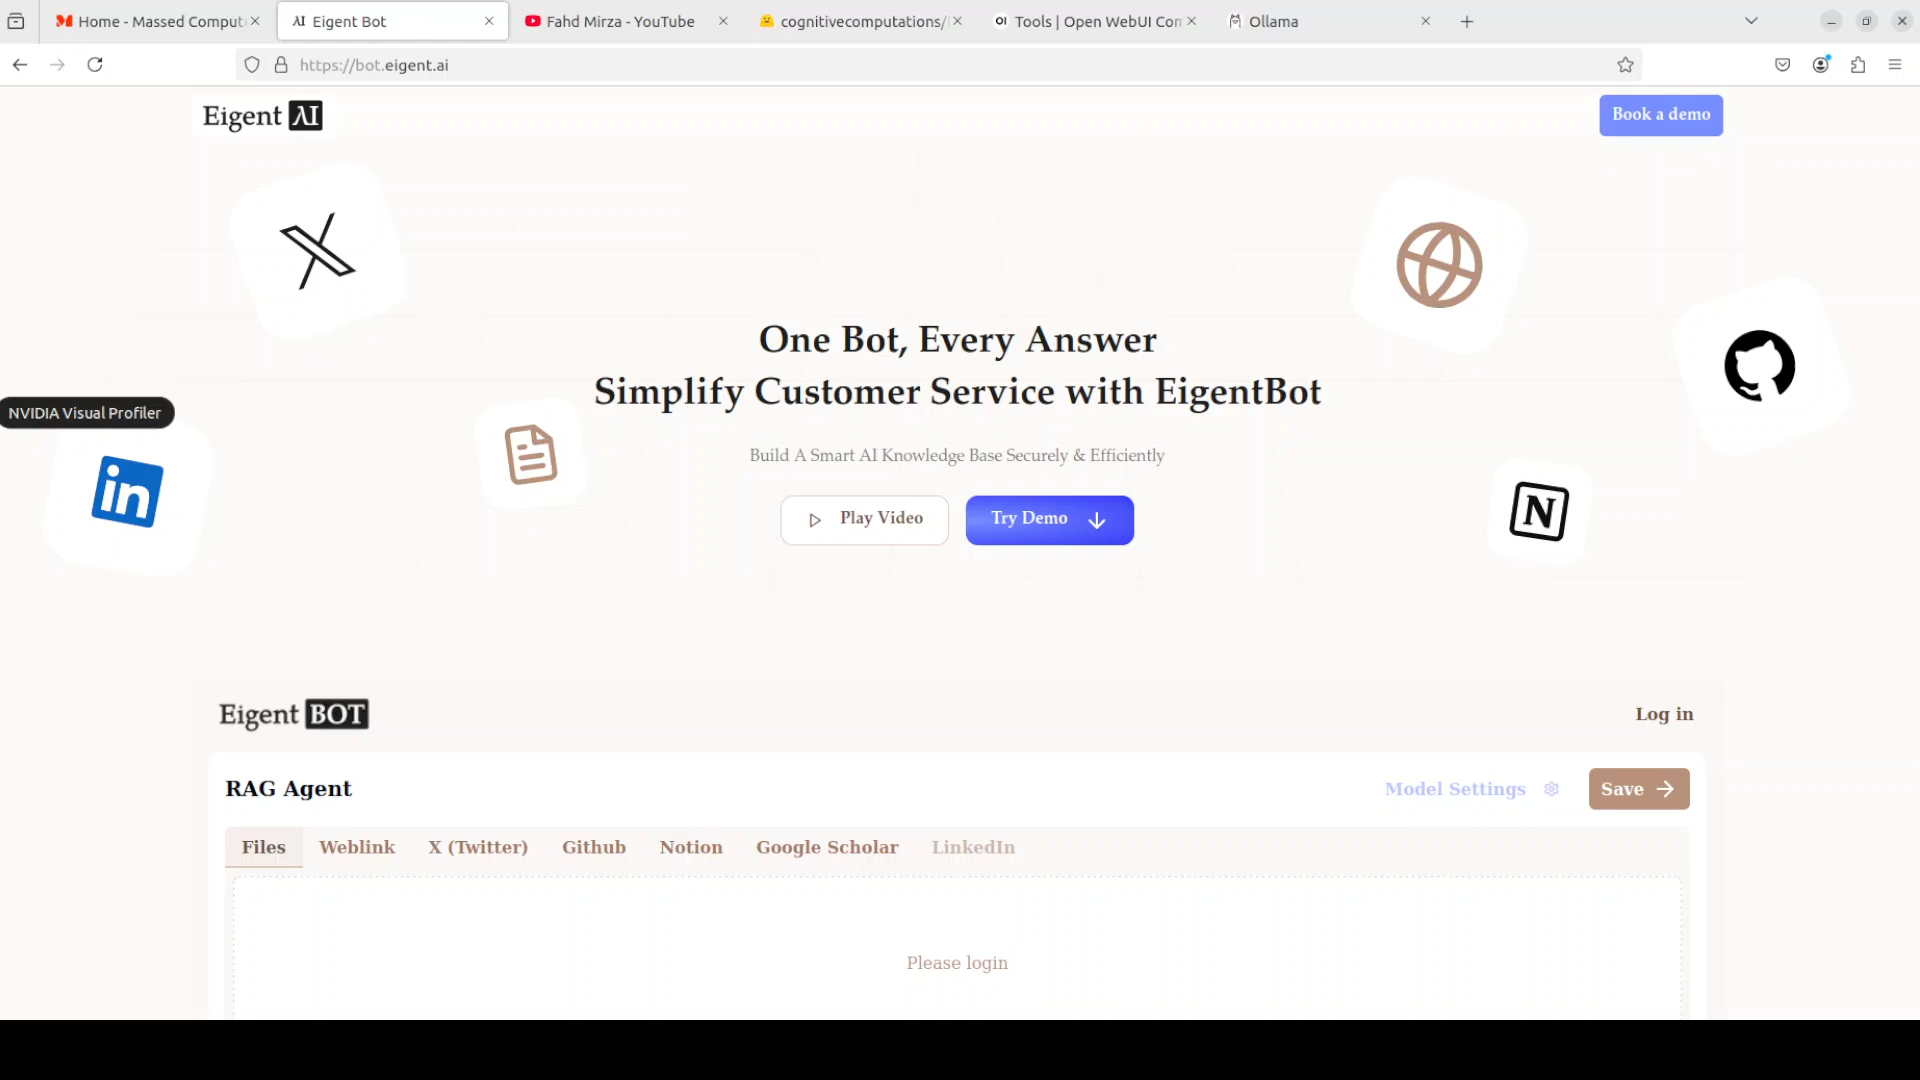 Home - Massed Comput
Eigent Bot
Fahd Mirza - YouTube
cognitivecomputations/
Tools | Open WebUI Com
Ollama
https://bot.eigent.ai
Eigent AI
Book a demo
One Bot, Every Answer
Simplify Customer Service with EigentBot
NVIDIA Visual Profiler
in
Build A Smart AI Knowledge Base Securely & Efficiently
N
Play Video
Try Demo
Eigent BOT
Log in
RAG Agent
Model Settings
Save
Files
Weblink
X (Twitter)
Github
Notion
Google Scholar
LinkedIn
Please login